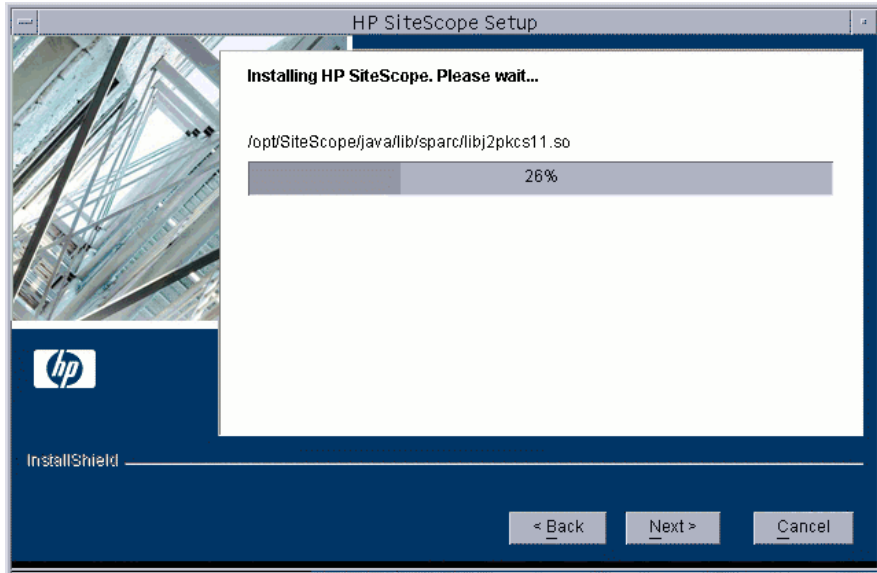 HP SiteScope Setup
Installing HP SiteScope. Please wait...
/opt/SiteScope/java/lib/sparc/libj2pkcs11.so
26%
hp
InstallShield
< Back Next > Cancel